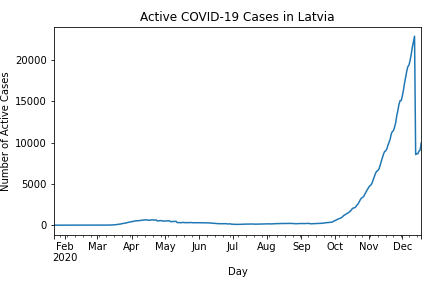 Active COVID-19 Cases in Latvia
Number of Active Cases
20000
15000
10000
5000
0
Feb Mar Apr May Jun Jul Aug Sep Oct Nov Dec
2020
Day